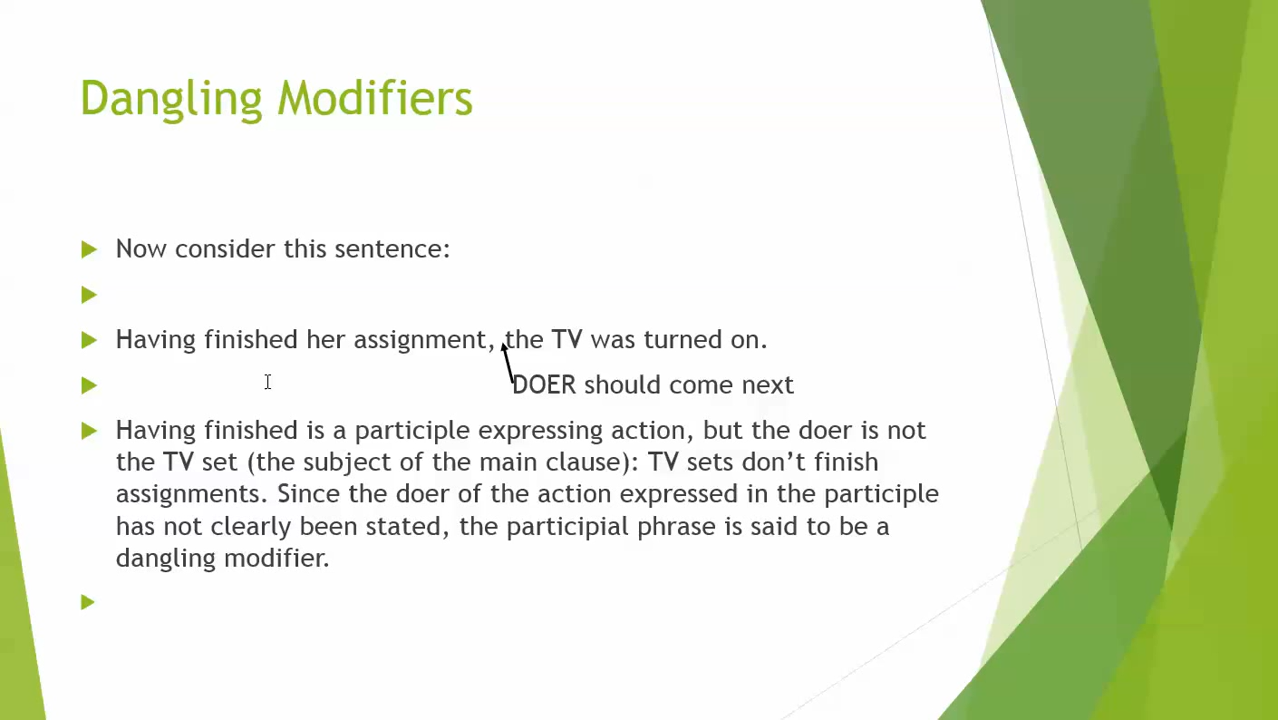 Dangling Modifiers
Now consider this sentence:
Having finished her assignment, the TV was turned on.
DOER should come next
Having finished is a participle expressing action, but the doer is not
the TV set (the subject of the main clause): TV sets don’t finish
assignments. Since the doer of the action expressed in the participle
has not clearly been stated, the participial phrase is said to be a
dangling modifier.